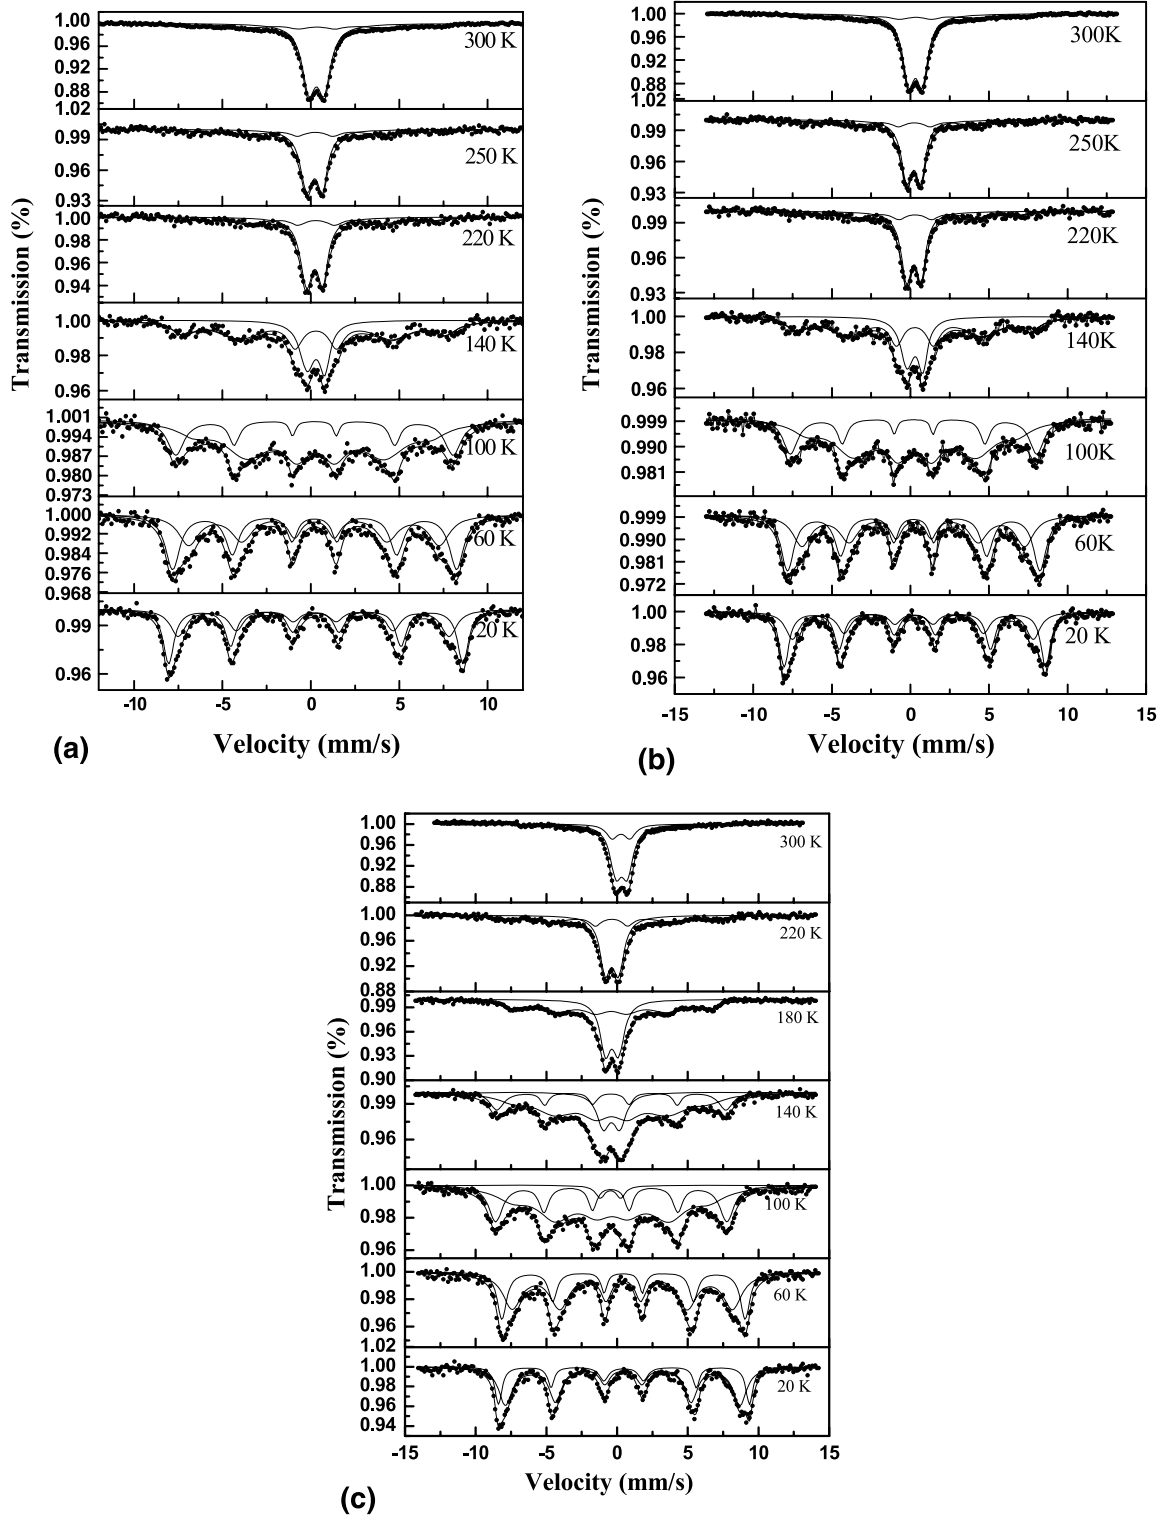 1.00
0.96
0.92
0.88
1.02
300 K
0.99
0.96
0.93
250 K
1.00
0.98
0.96
0.94
220 K
1.00
0.98
0.96
140 K
1.001
0.994
0.987
0.980
0.973
100 K
1.000
0.992
0.984
0.976
0.968
60 K
0.99
0.96
20 K
-10 -5 0 5 10
Transmission (%)
Velocity (mm/s)
(a)
1.00
0.96
0.92
0.88
1.02
300K
0.99
0.96
0.93
250K
0.99
0.96
0.93
220K
1.00
0.99
0.97
0.96
140K
0.999
0.990
0.981
100K
0.999
0.990
0.981
0.972
60K
1.00
0.98
0.96
20 K
-15 -10 -5 0 5 10 15
Transmission (%)
Velocity (mm/s)
(b)
1.00
0.96
0.92
0.88
300 K
1.00
0.96
0.92
0.88
220 K
0.99
0.96
0.93
0.90
180 K
0.99
0.96
140 K
1.00
0.98
0.96
100 K
1.00
0.98
0.96
1.02
60 K
1.00
0.98
0.96
0.94
20 K
-15 -10 -5 0 5 10 15
Transmission (%)
Velocity (mm/s)
(c)